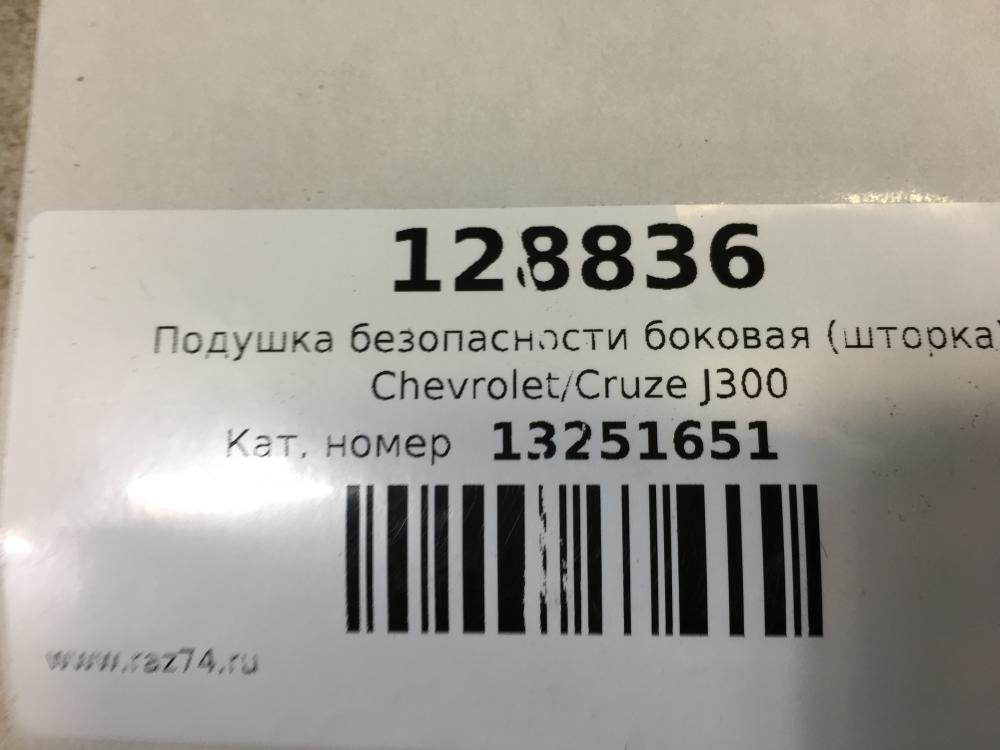 128836
Подушка безопасности боковая (шторка)
Chevrolet/Cruze J300
Кат. номер 13251651
www.raz74.ru